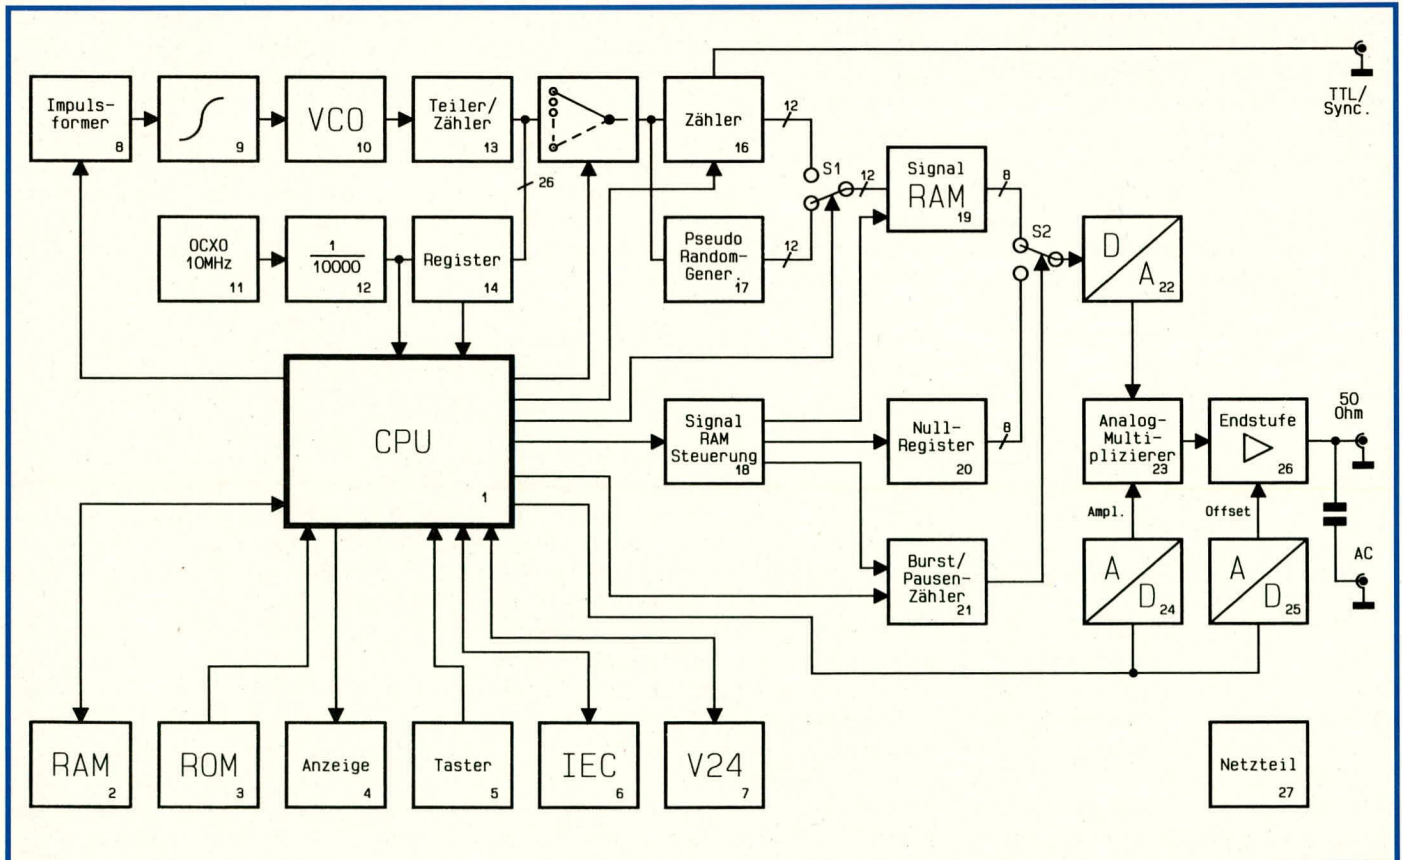 TTL/
Sync.
Impuls-
former
8
9
VCO
10
Teiler/
Zähler
13
Zähler
16
12
26
S1
12
Signal
RAM
19
8
OCXO
10MHz
11
1
10000
12
Register
14
Pseudo
Random-
Gener.
17
12
S2
D
A
22
CPU
1
Signal
RAM
Steuerung
18
Null-
Register
20
8
Analog-
Multi-
plizierer
23
Endstufe
26
50
Ohm
Ampl.
Offset
AC
Burst/
Pausen-
Zähler
21
A
D
24
A
D
25
RAM
2
ROM
3
Anzeige
4
Taster
5
IEC
6
V24
7
Netzteil
27